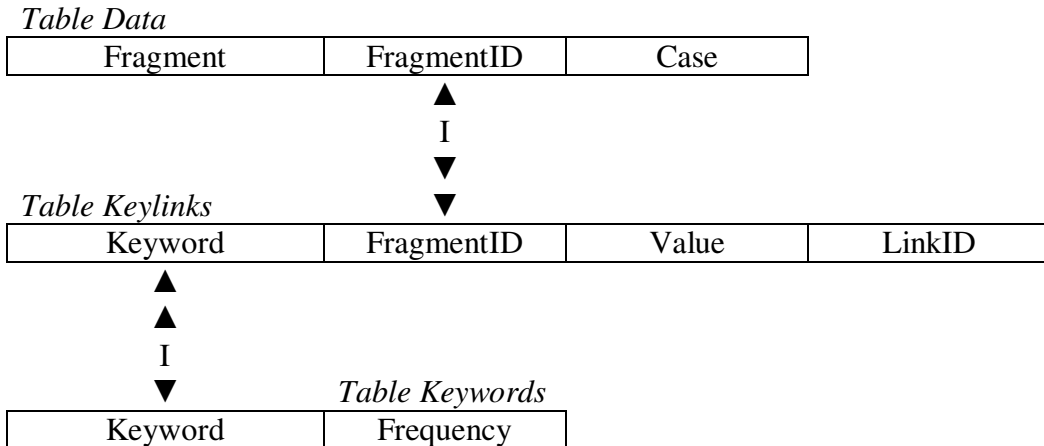 Table Data
Fragment FragmentID Case
▲
I
▼
▼
Table Keylinks
Keyword FragmentID Value LinkID
▲
▲
I
▼
Table Keywords
Keyword Frequency